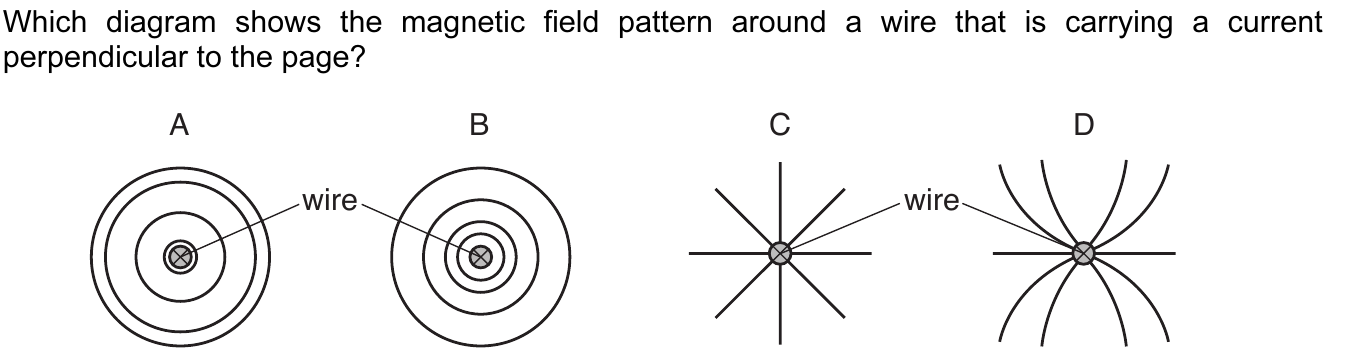 Which diagram shows the magnetic field pattern around a wire that is carrying a current
perpendicular to the page?
A B C D
wire wire